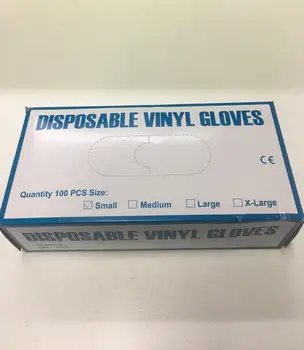 DISPOSABLE VINYL GLOVES
CE
Quantity 100 PCS Size:
Small Medium Large X-Large
DISPOSABLE VINYL GLOVES